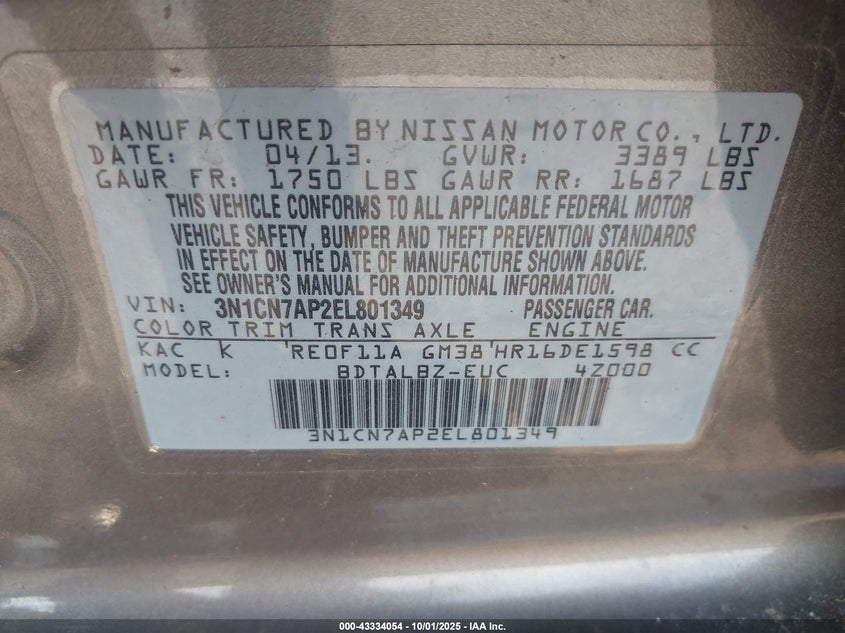 MANUFACTURED BY NISSAN MOTOR CO., LTD.
DATE: 04/13. GVWR: 3389 LBS
GAWR FR: 1750 LBS GAWR RR: 1687 LBS
THIS VEHICLE CONFORMS TO ALL APPLICABLE FEDERAL MOTOR
VEHICLE SAFETY, BUMPER AND THEFT PREVENTION STANDARDS
IN EFFECT ON THE DATE OF MANUFACTURE SHOWN ABOVE.
SEE OWNER'S MANUAL FOR ADDITIONAL INFORMATION.
VIN: 3N1CN7AP2EL801349 PASSENGER CAR.
COLOR TRIM TRANS AXLE ENGINE
KAC K 'RE0F11A GM38'HR16DE1598 CC
MODEL: BDTALBZ-EUC 4Z000
3N1CN7AP2EL801349
000-43334054 - 10/01/2025 - IAA Inc.